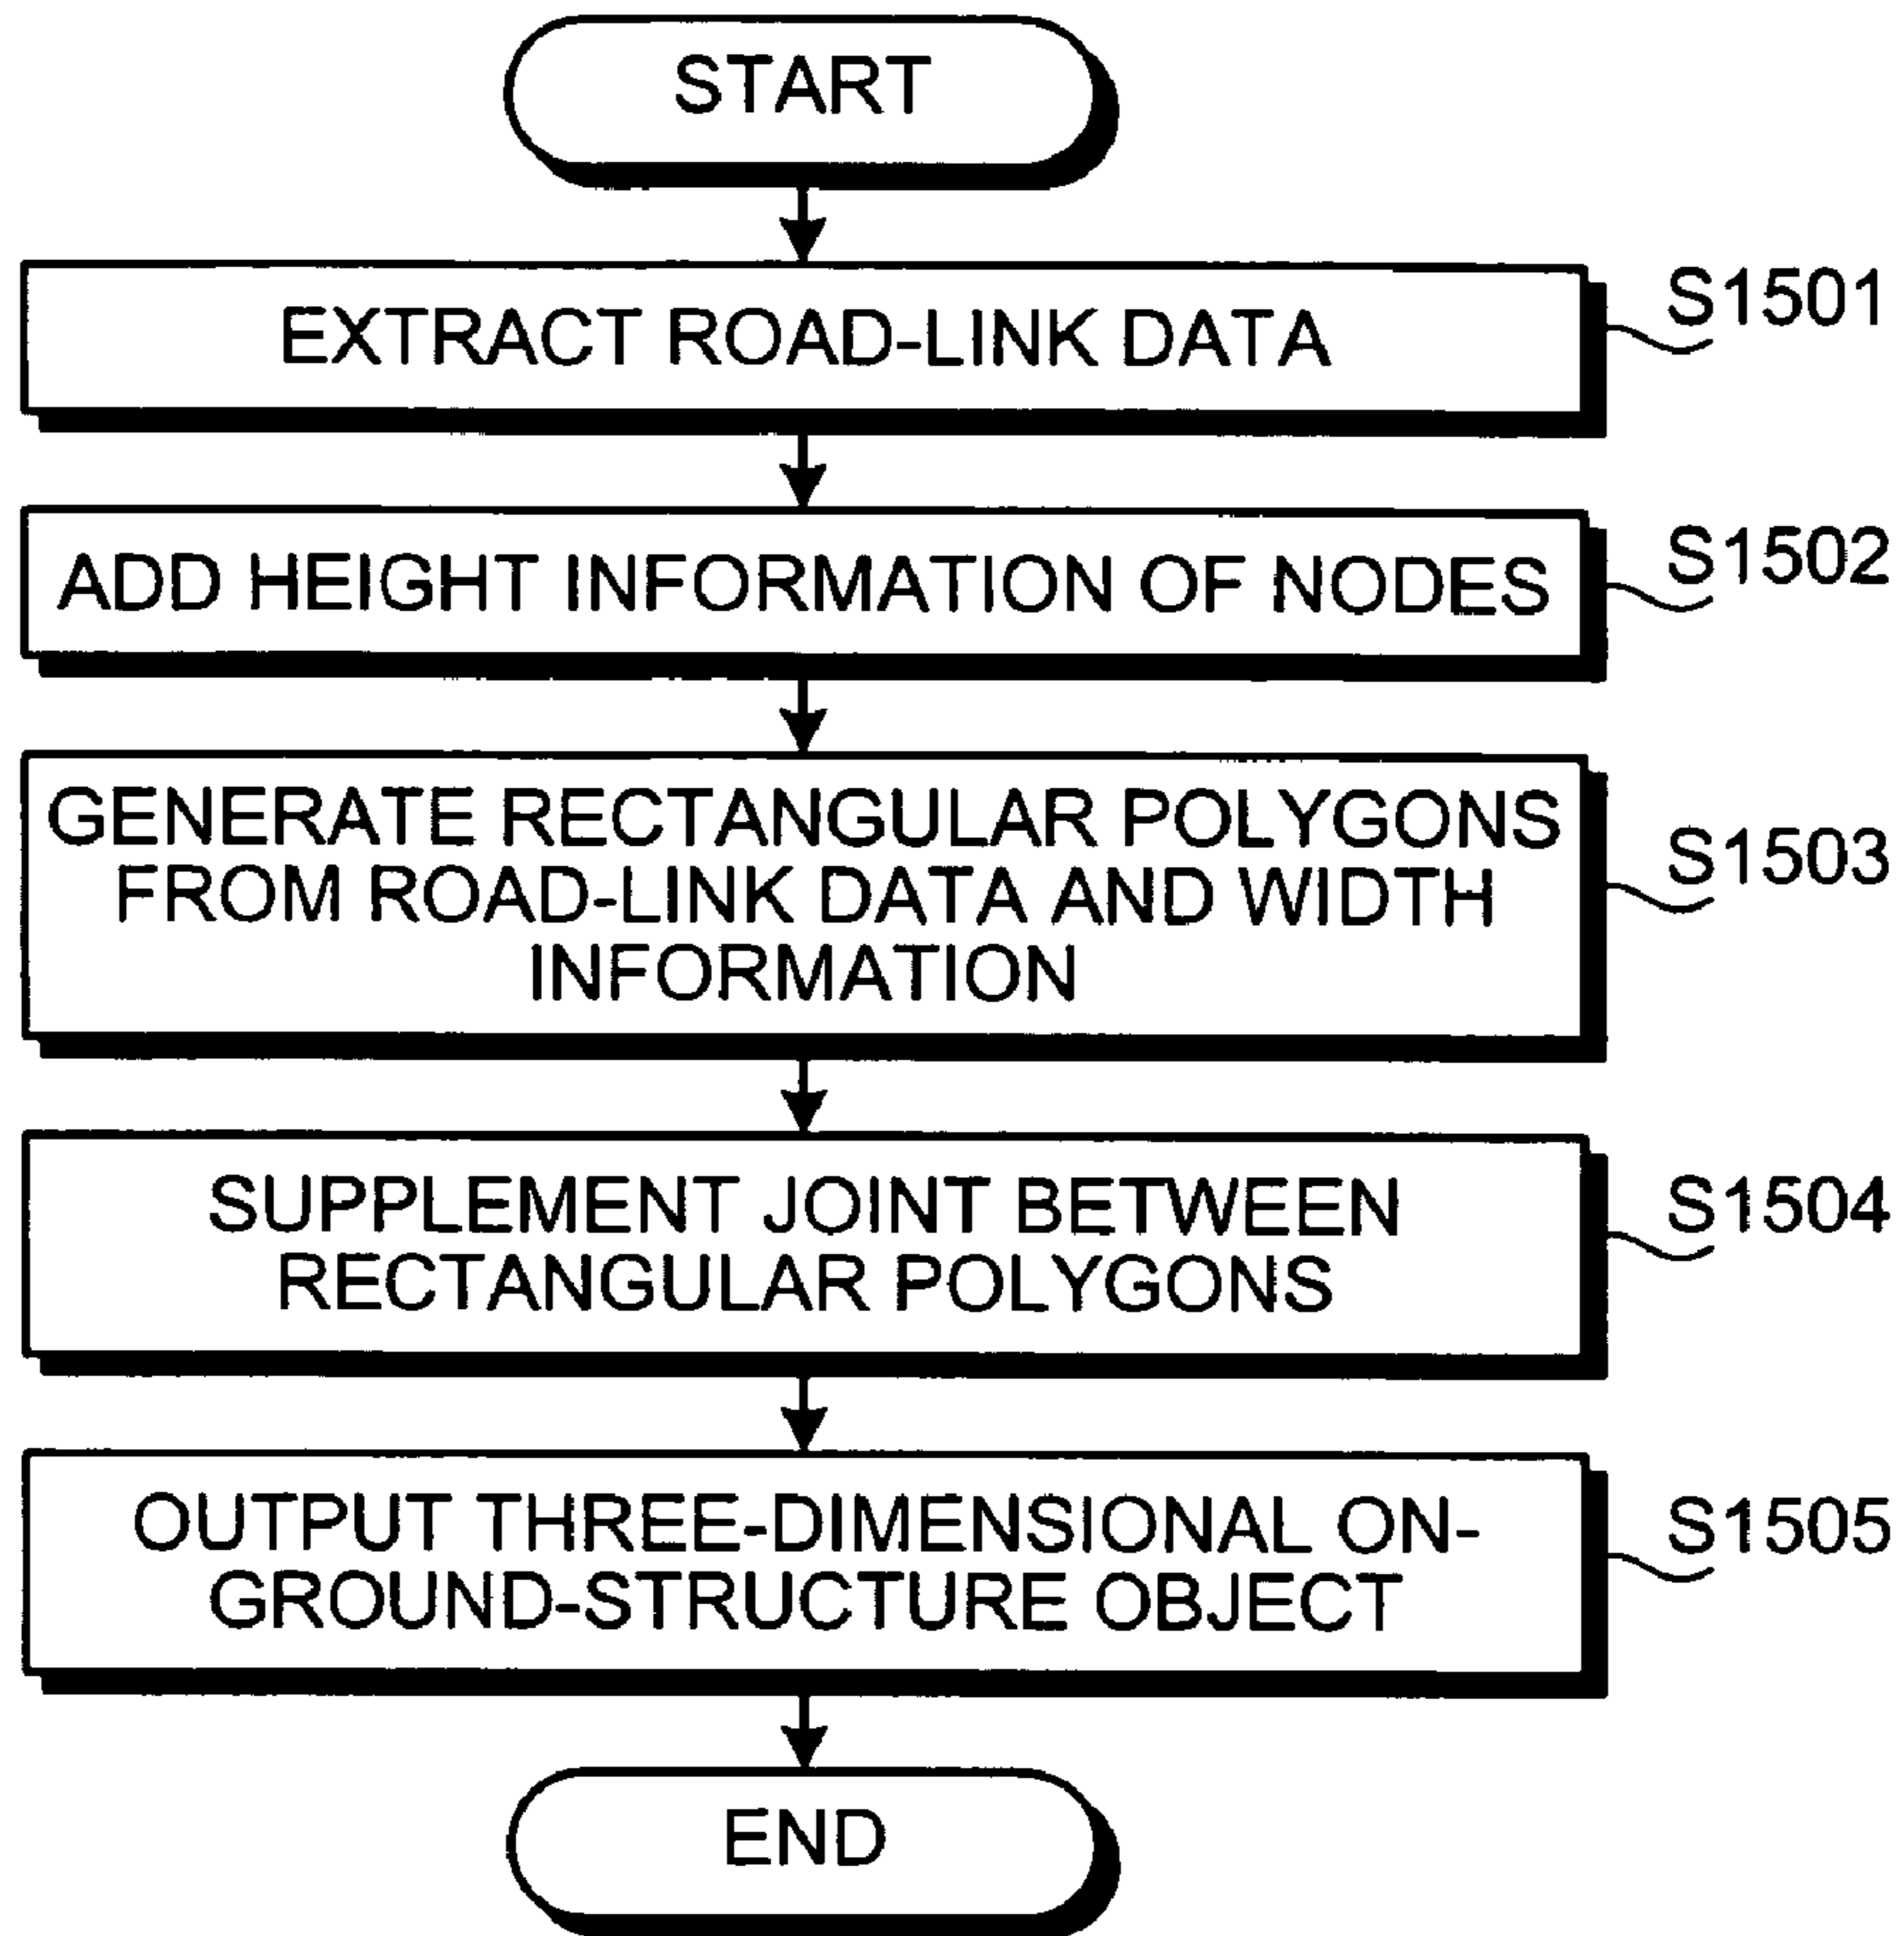 START
EXTRACT ROAD-LINK DATA
S1501
ADD HEIGHT INFORMATION OF NODES
S1502
GENERATE RECTANGULAR POLYGONS
FROM ROAD-LINK DATA AND WIDTH
INFORMATION
S1503
SUPPLEMENT JOINT BETWEEN
RECTANGULAR POLYGONS
S1504
OUTPUT THREE-DIMENSIONAL ON-
GROUND-STRUCTURE OBJECT
S1505
END